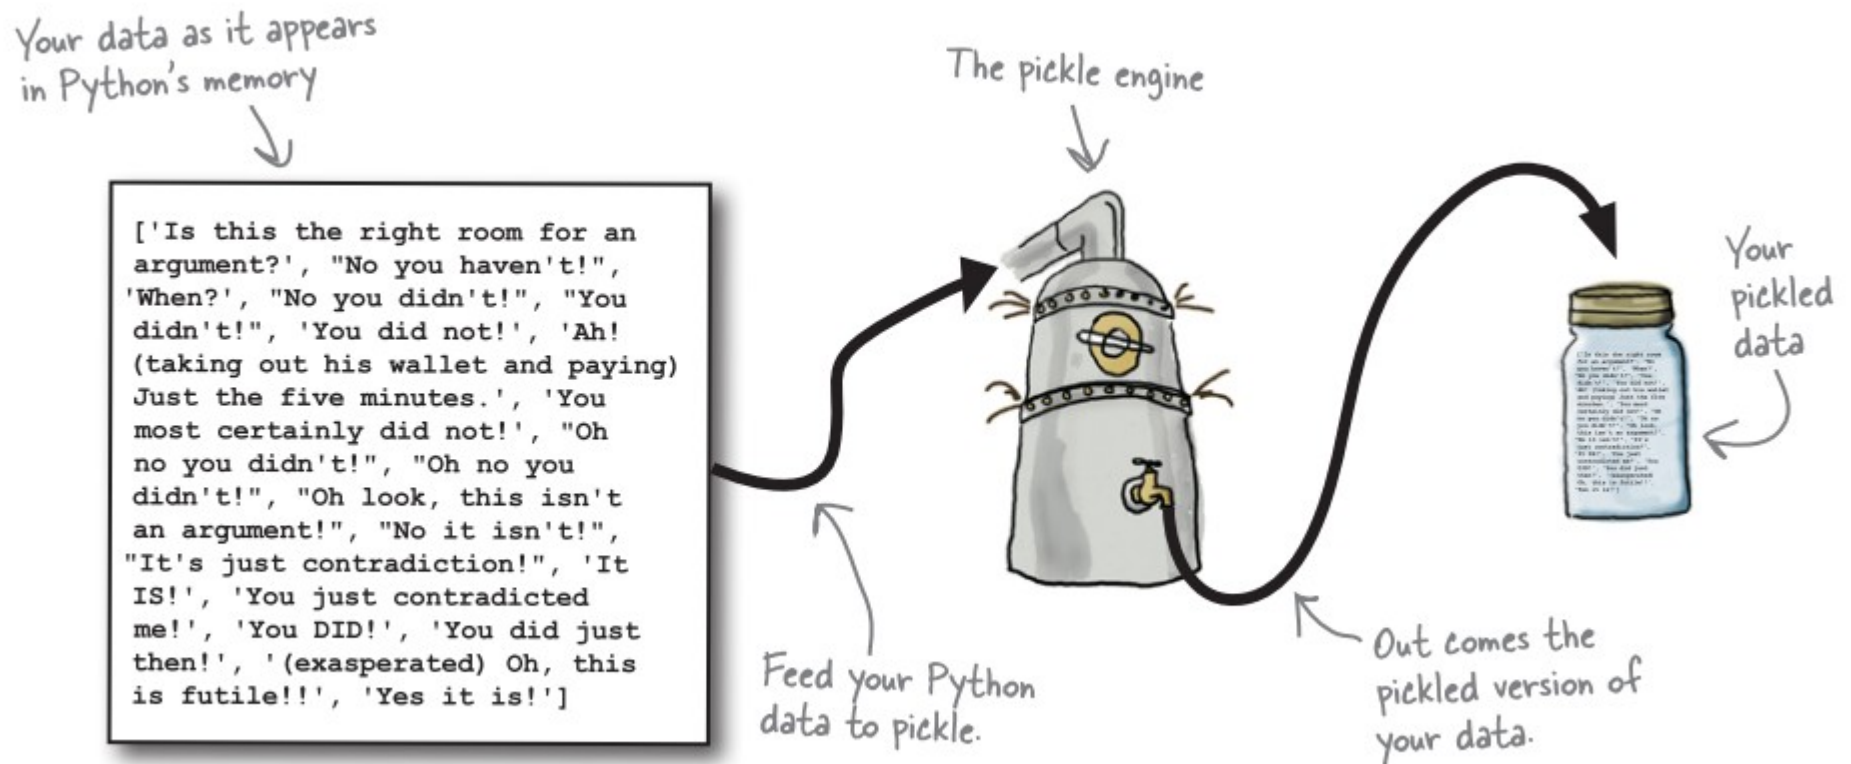 Your data as it appears
in Python's memory
The pickle engine
['Is this the right room for an
argument?', "No you haven't!",
'When?', "No you didn't!", "You
didn't!", 'You did not!', 'Ah!
(taking out his wallet and paying)
Just the five minutes.', 'You
most certainly did not!', "Oh
no you didn't!", "Oh no you
didn't!", "Oh look, this isn't
an argument!", "No it isn't!",
"It's just contradiction!", 'It
IS!', 'You just contradicted
me!', 'You DID!', 'You did just
then!', '(exasperated) Oh, this
is futile!!', 'Yes it is!']
Feed your Python
data to pickle.
Out comes the
pickled version of
your data.
Your
pickled
data